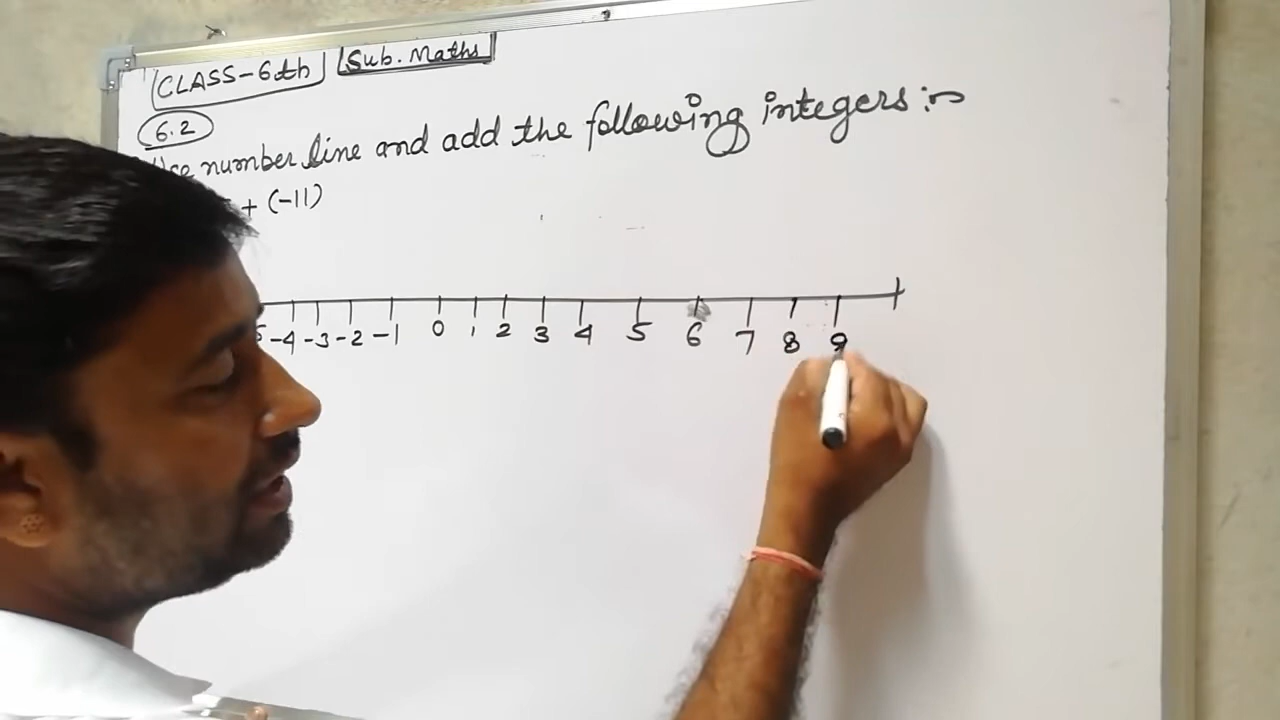 CLASS-6th Sub. Maths
6.2
number line and add the following integers :-
+ (-11)
-4 -3 -2 -1 0 1 2 3 4 5 6 7 8 9